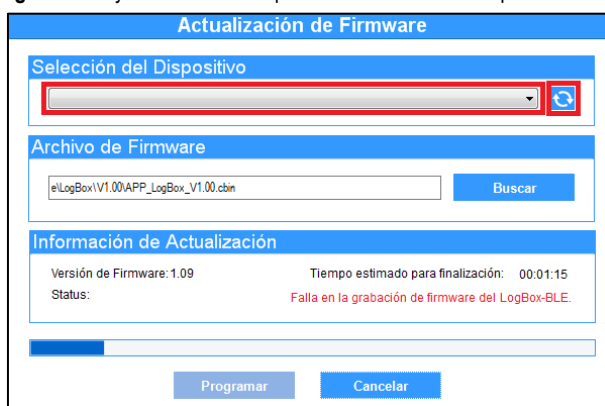 Actualización de Firmware
Selección del Dispositivo
Archivo de Firmware
e\LogBox\V1.00\APP_LogBox_V1.00.cbin
Buscar
Información de Actualización
Versión de Firmware: 1.09 Tiempo estimado para finalización: 00:01:15
Status: Falla en la grabación de firmware del LogBox-BLE.
Programar Cancelar